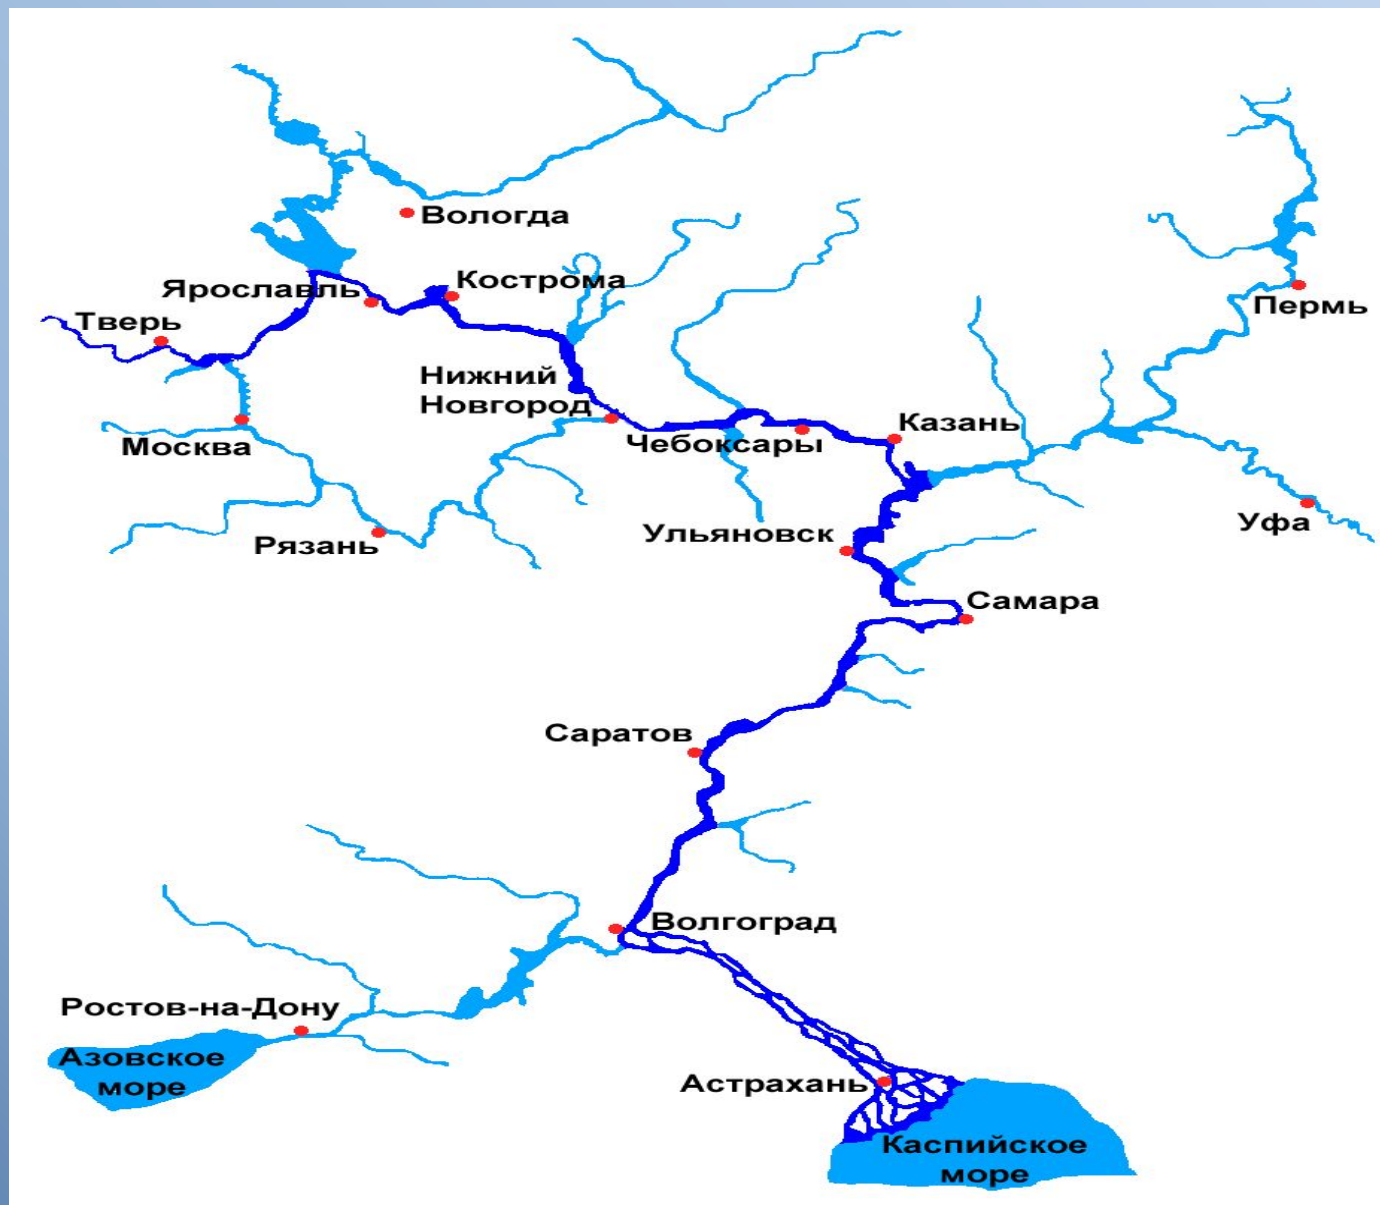 Вологда
Кострома
Ярославль
Тверь
Пермь
Нижний
Новгород
Москва
Чебоксары
Казань
Рязань
Ульяновск
Уфа
Самара
Саратов
Волгоград
Ростов-на-Дону
Азовское
море
Астрахань
Каспийское
море